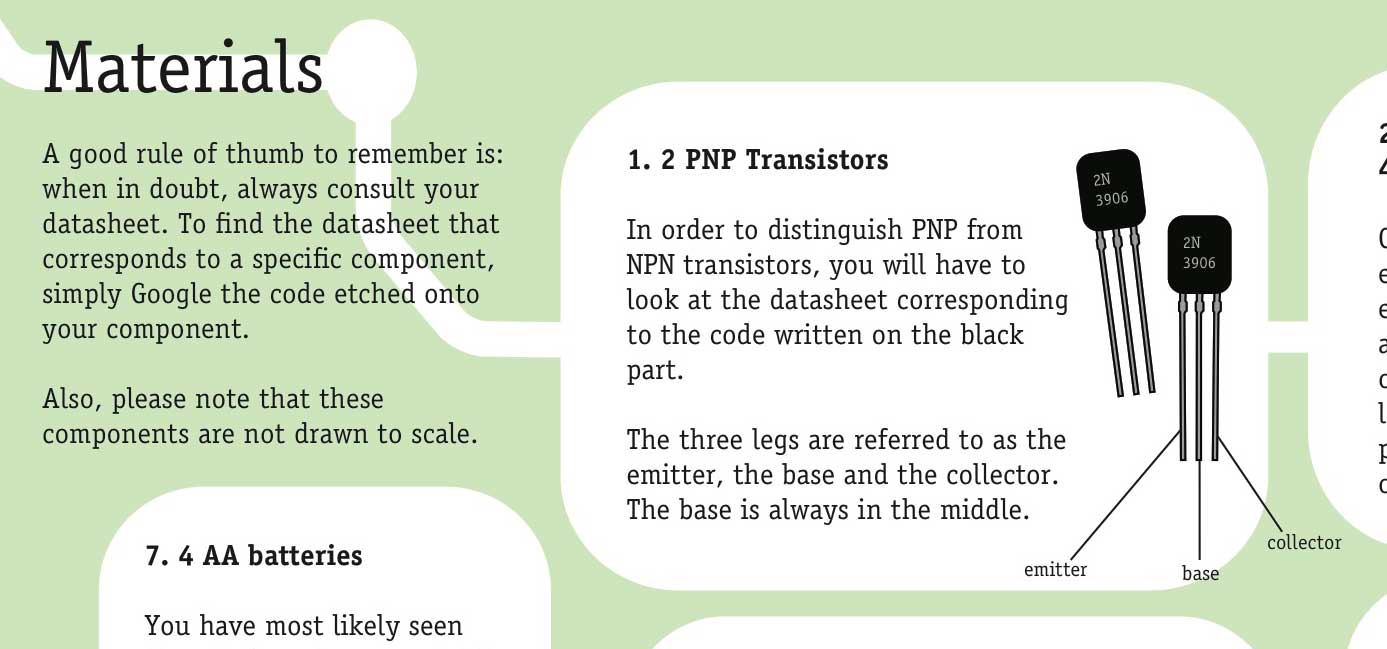 Materials
A good rule of thumb to remember is:
when in doubt, always consult your
datasheet. To find the datasheet that
corresponds to a specific component,
simply Google the code etched onto
your component.
Also, please note that these
components are not drawn to scale.
7. 4 AA batteries
You have most likely seen
1. 2 PNP Transistors
In order to distinguish PNP from
NPN transistors, you will have to
look at the datasheet corresponding
to the code written on the black
part.
The three legs are referred to as the
emitter, the base and the collector.
The base is always in the middle.
2N
3906
2N
3906
emitter
base
collector